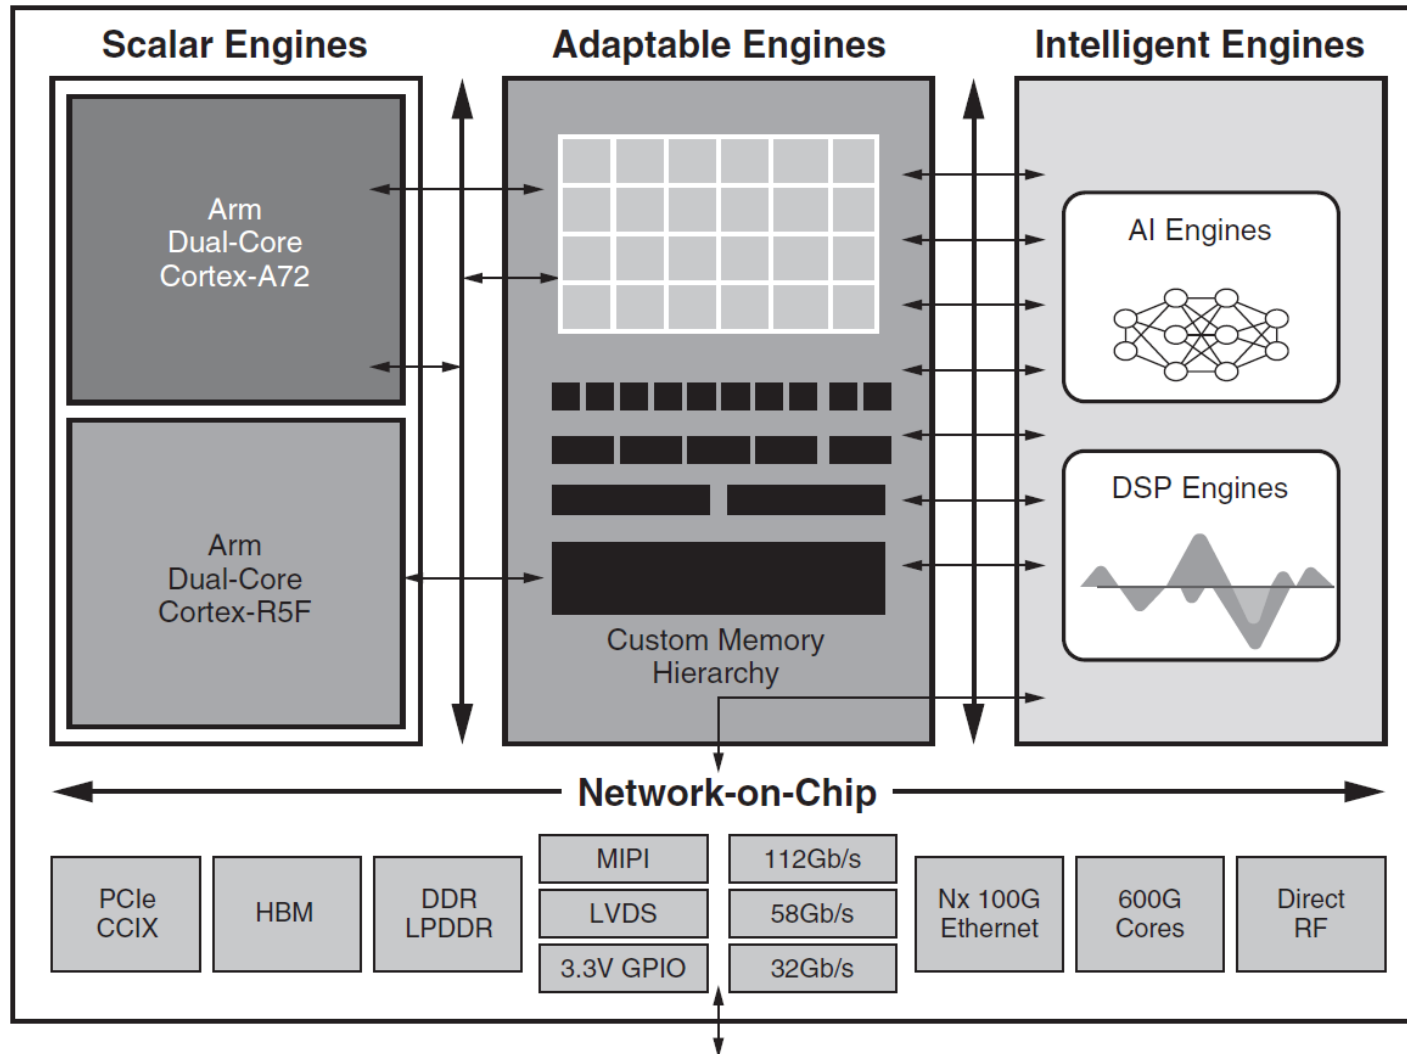 Scalar Engines
Adaptable Engines
Intelligent Engines
Arm
Dual-Core
Cortex-A72
Arm
Dual-Core
Cortex-R5F
Custom Memory
Hierarchy
AI Engines
DSP Engines
Network-on-Chip
PCIe
CCIX
HBM
DDR
LPDDR
MIPI
LVDS
3.3V GPIO
112Gb/s
58Gb/s
32Gb/s
Nx 100G
Ethernet
600G
Cores
Direct
RF